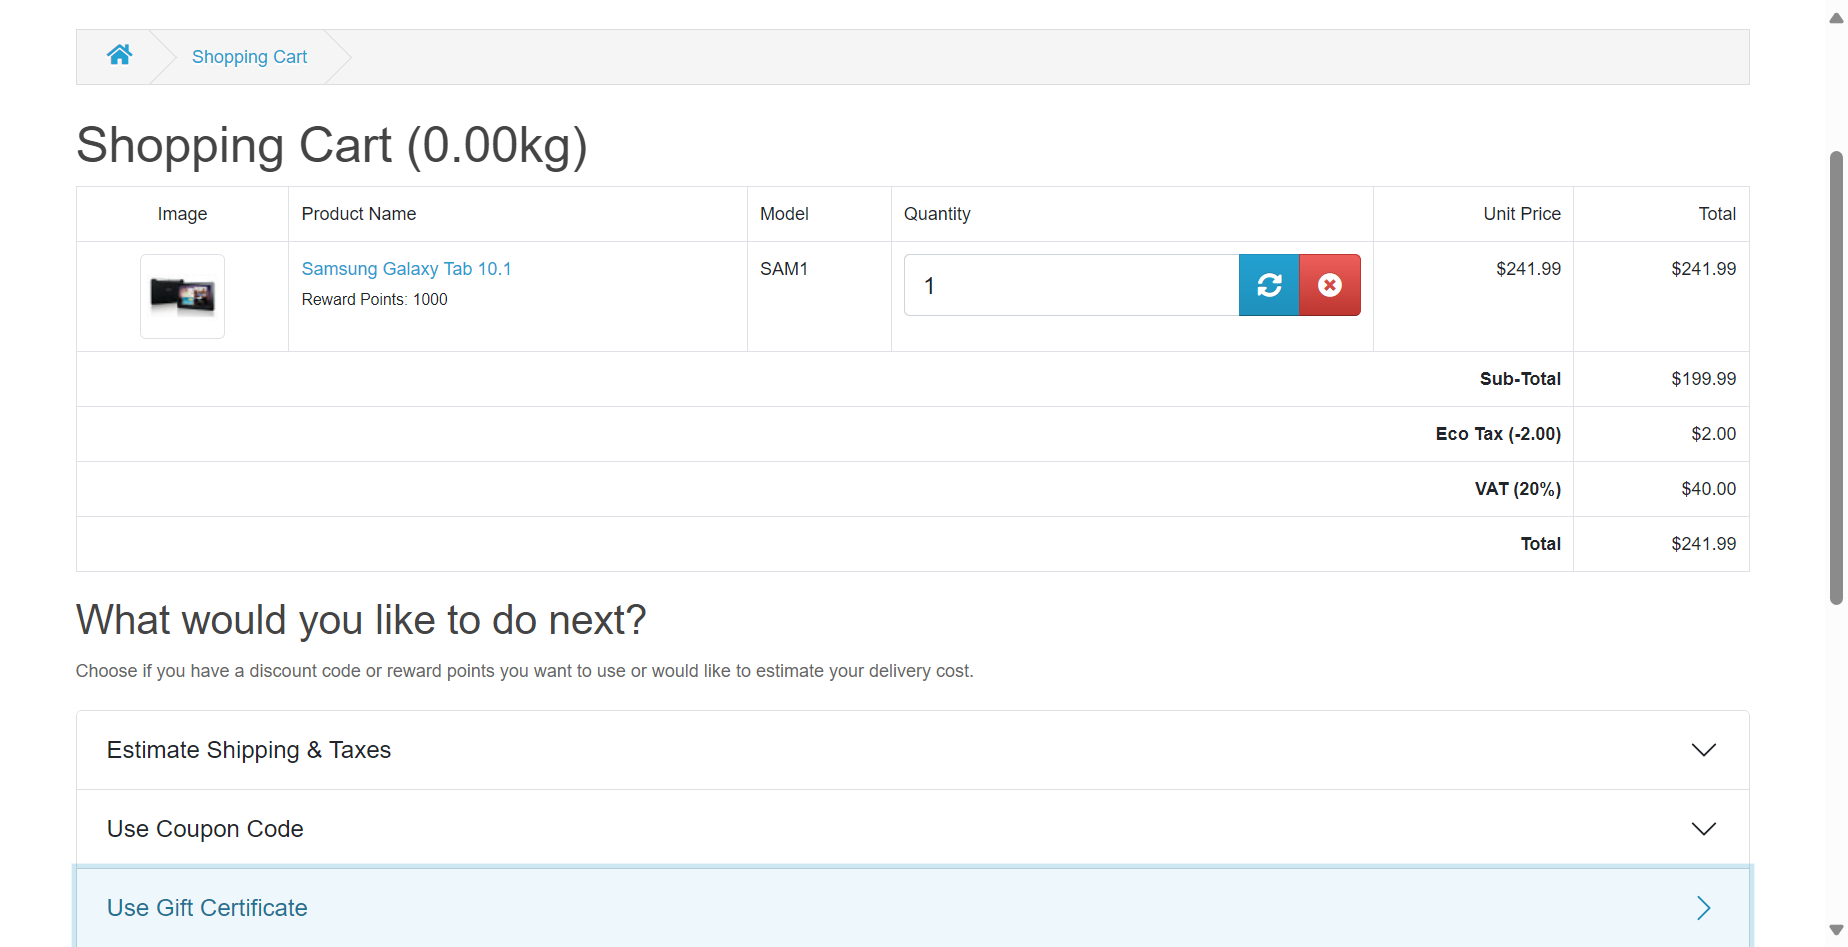 Shopping Cart
Shopping Cart (0.00kg)
Image Product Name Model Quantity Unit Price Total
Samsung Galaxy Tab 10.1 SAM1 1 $241.99 $241.99
Reward Points: 1000
Sub-Total $199.99
Eco Tax (-2.00) $2.00
VAT (20%) $40.00
Total $241.99
What would you like to do next?
Choose if you have a discount code or reward points you want to use or would like to estimate your delivery cost.
Estimate Shipping & Taxes
Use Coupon Code
Use Gift Certificate